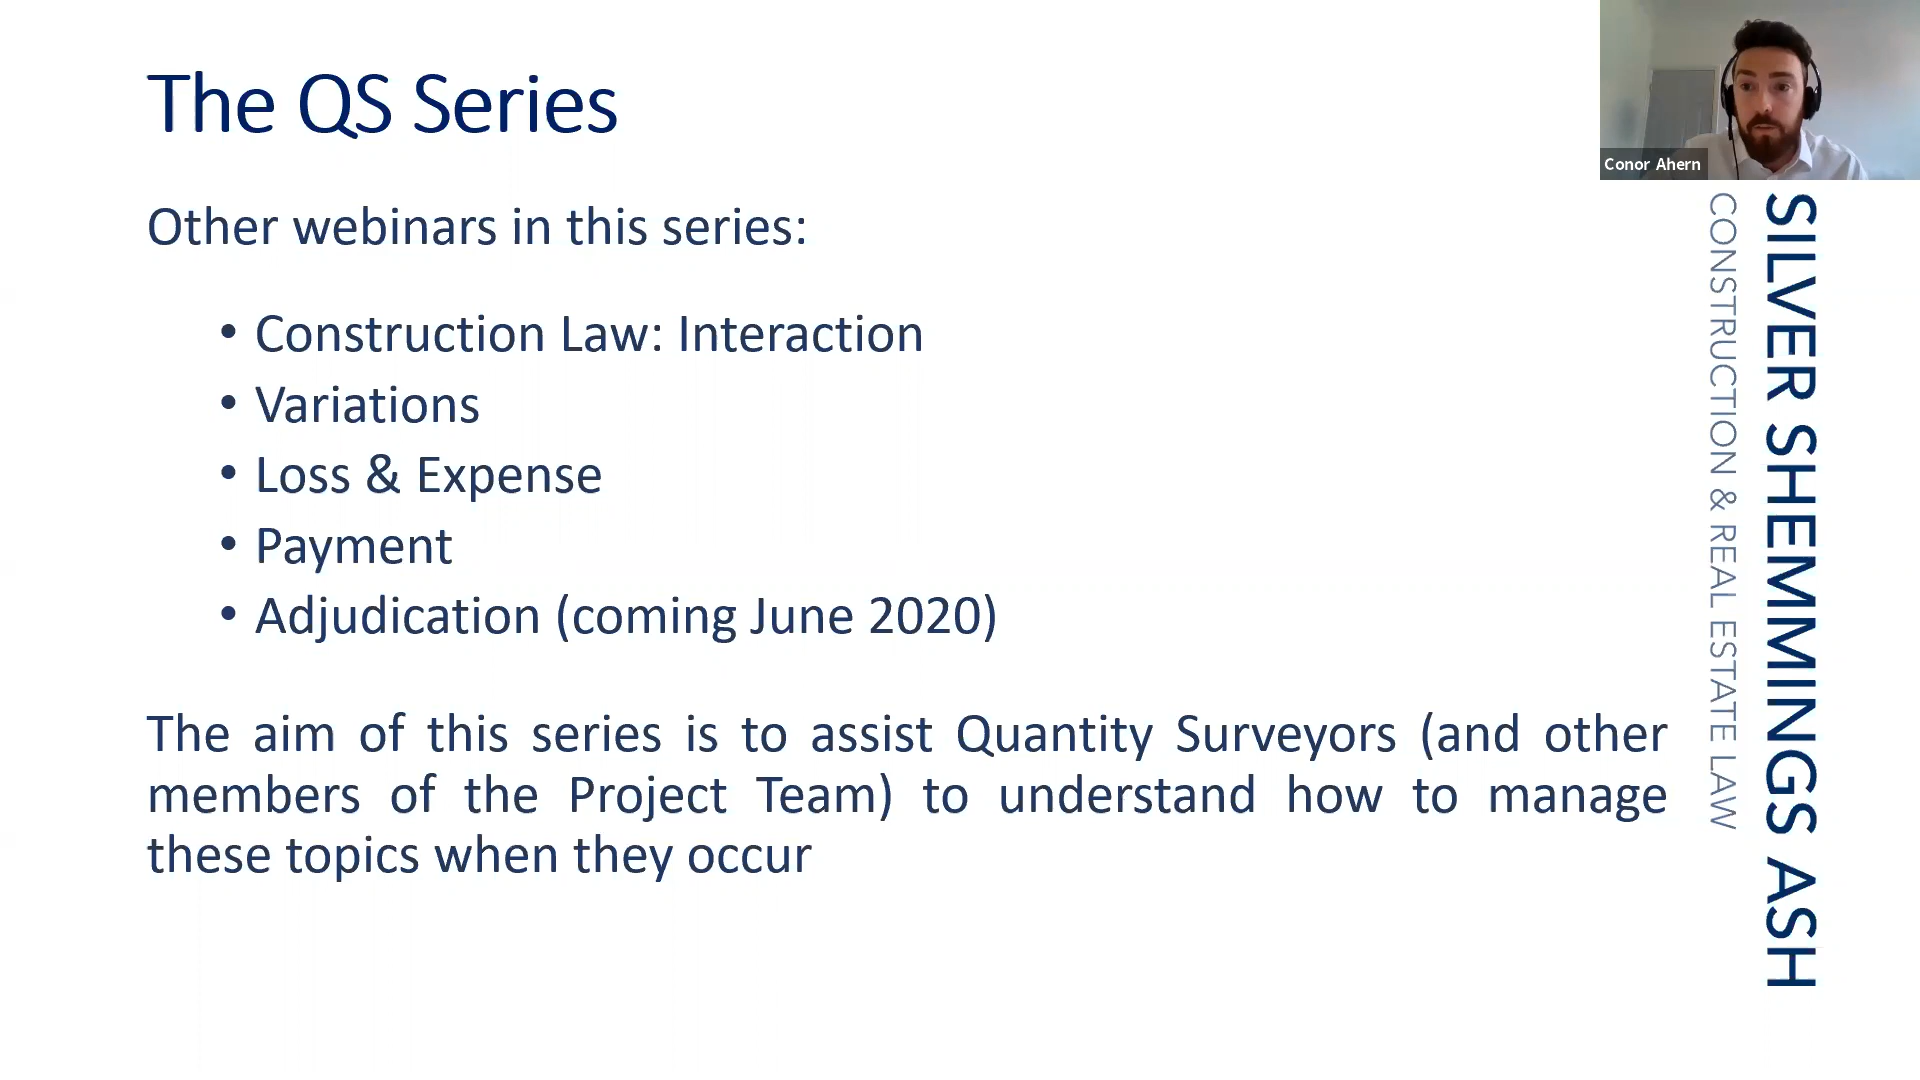 The QS Series
Other webinars in this series:
• Construction Law: Interaction
• Variations
• Loss & Expense
• Payment
• Adjudication (coming June 2020)
The aim of this series is to assist Quantity Surveyors (and other
members of the Project Team) to understand how to manage
these topics when they occur
Conor Ahern
SILVER SHEMMINGS ASH
CONSTRUCTION & REAL ESTATE LAW